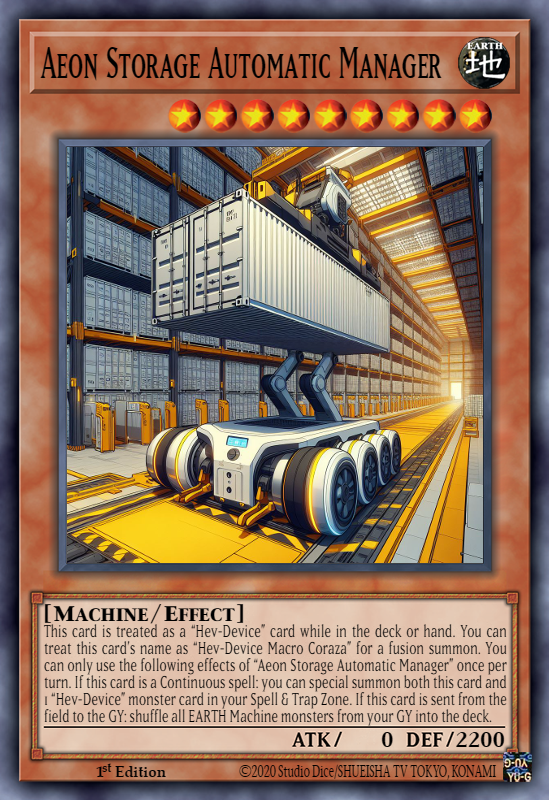 AEON STORAGE AUTOMATIC MANAGER
EARTH
地
[MACHINE/EFFECT]
This card is treated as a “Hev-Device” card while in the deck or hand. You can
treat this card's name as “Hev-Device Macro Coraza” for a fusion summon. You
can only use the following effects of “Aeon Storage Automatic Manager” once per
turn. If this card is a Continuous spell: you can special summon both this card and
1 “Hev-Device” monster card in your Spell & Trap Zone. If this card is sent from the
field to the GY: shuffle all EARTH Machine monsters from your GY into the deck.
ATK/ 0 DEF/2200
1st Edition
©2020 Studio Dice/SHUEISHA TV TOKYO, KONAMI